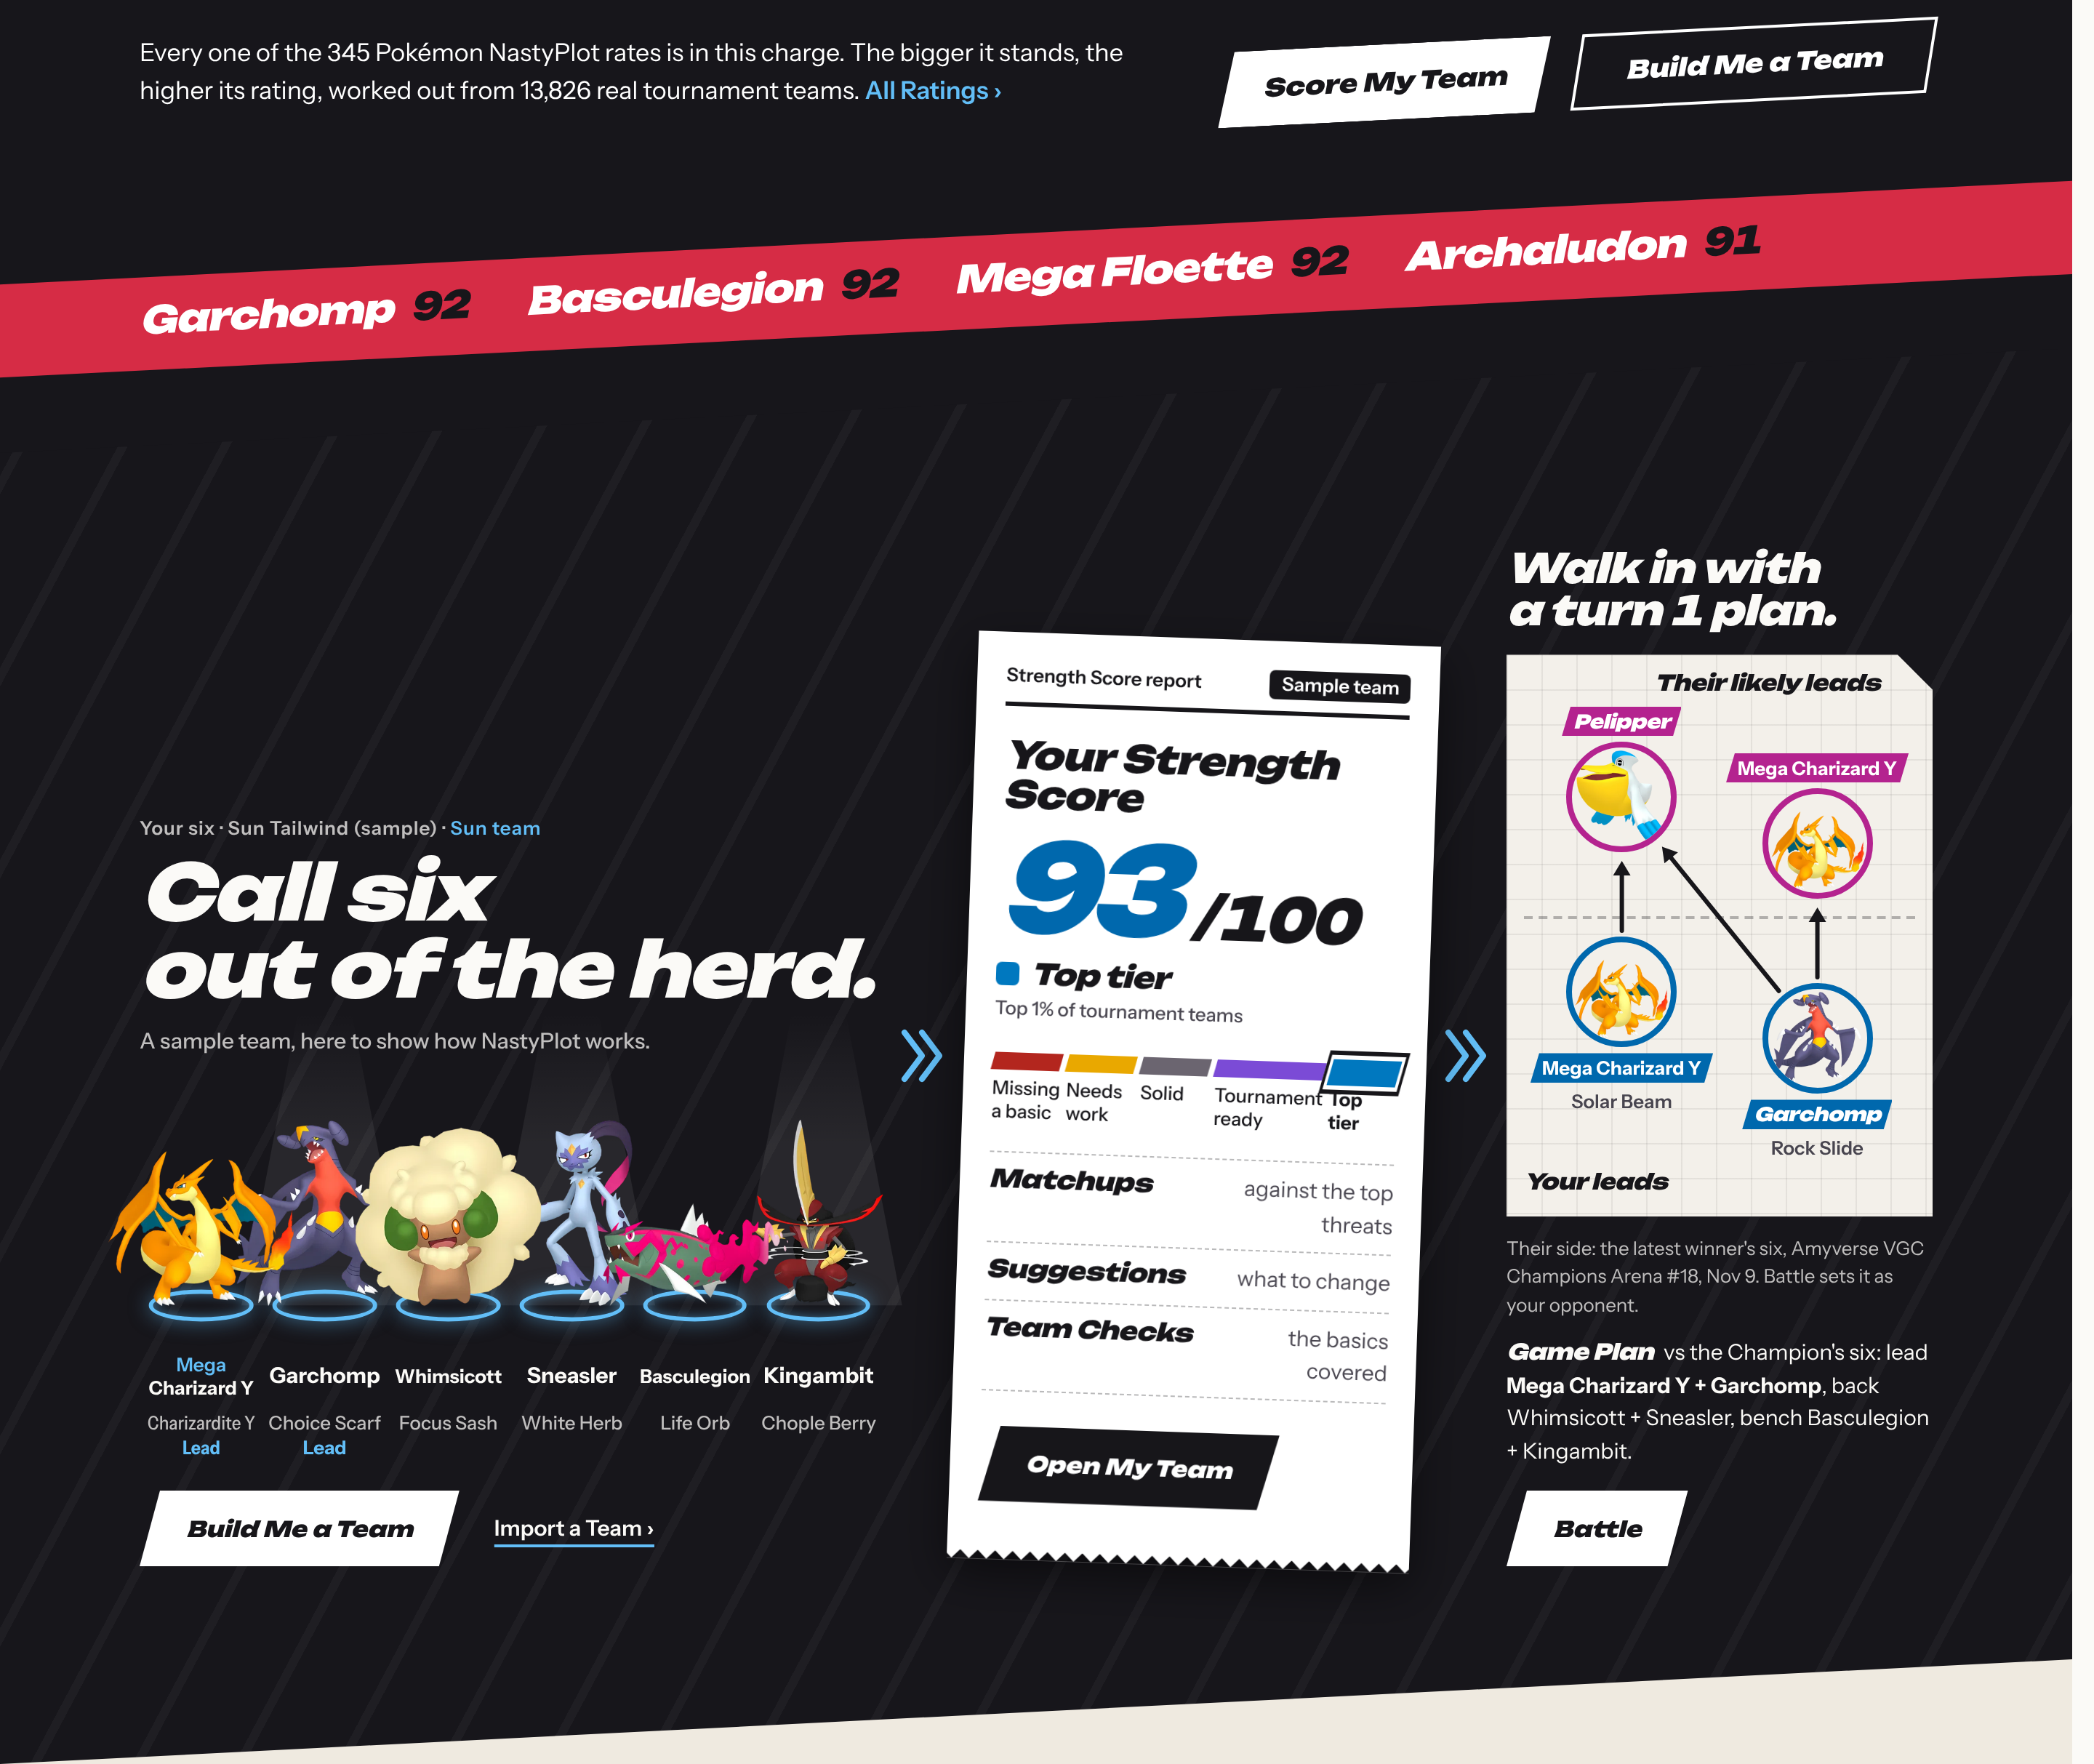 Every one of the 345 Pokémon NastyPlot rates is in this charge. The bigger it stands, the
higher its rating, worked out from 13,826 real tournament teams. All Ratings ›
Score My Team
Build Me a Team
Garchomp 92 Basculegion 92 Mega Floette 92 Archaludon 91
Your six · Sun Tailwind (sample) · Sun team
Call six
out of the herd.
A sample team, here to show how NastyPlot works.
Mega
Charizard Y
Garchomp
Whimsicott
Sneasler
Basculegion
Kingambit
Charizardite Y
Choice Scarf
Focus Sash
White Herb
Life Orb
Chople Berry
Lead
Lead
Build Me a Team
Import a Team ›
Strength Score report
Sample team
Your Strength
Score
93/100
Top tier
Top 1% of tournament teams
Missing
a basic
Needs
work
Solid
Tournament
ready
Top
tier
Matchups
against the top
threats
Suggestions
what to change
Team Checks
the basics
covered
Open My Team
Walk in with
a turn 1 plan.
Their likely leads
Pelipper
Mega Charizard Y
Mega Charizard Y
Solar Beam
Garchomp
Rock Slide
Your leads
Their side: the latest winner's six, Amyverse VGC
Champions Arena #18, Nov 9. Battle sets it as
your opponent.
Game Plan vs the Champion's six: lead
Mega Charizard Y + Garchomp, back
Whimsicott + Sneasler, bench Basculegion
+ Kingambit.
Battle